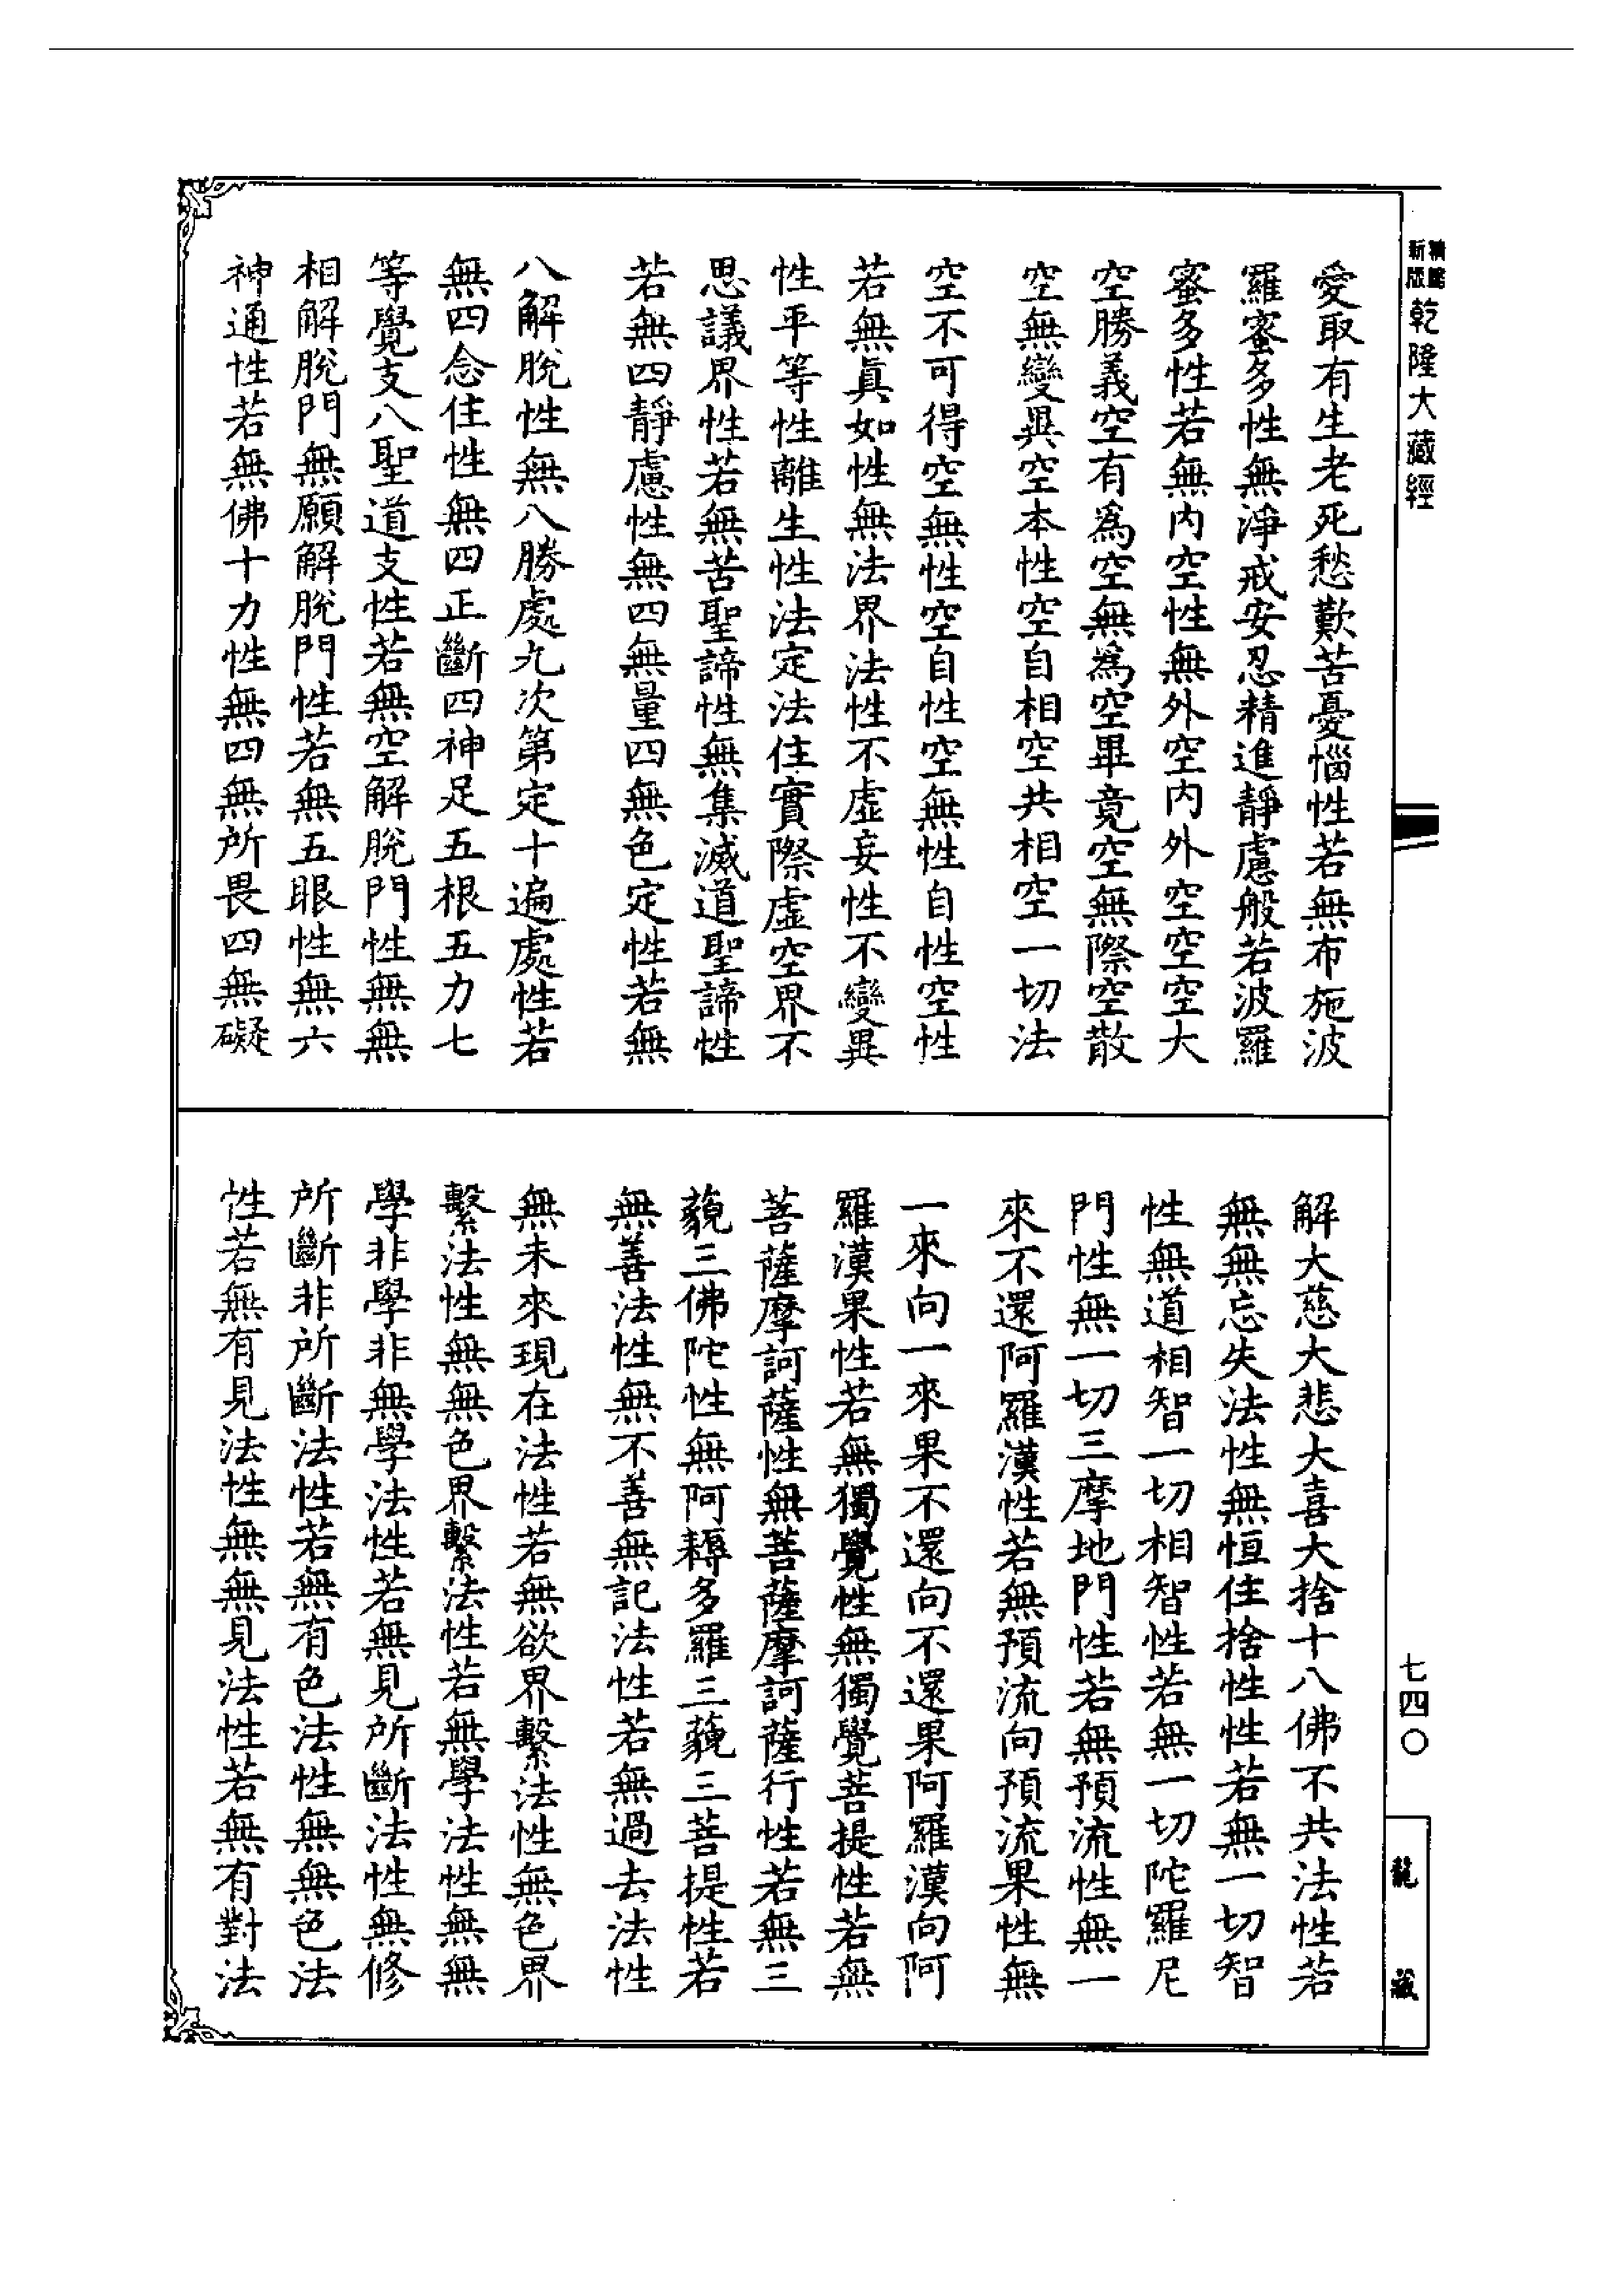 精雕
新版
乾隆大藏經
愛取有生老死愁歎苦憂惱性若無布施波
羅蜜多性無淨戒安忍精進靜慮般若波羅
蜜多性若無內空性無外空內外空空空大
空勝義空有為空無為空畢竟空無際空散
空無變異空本性空自相空共相空一切法
空不可得空無性空自性空無性自性空性
若無真如性無法界法性不虛妄性不變異
性平等性離生性法定法住實際虛空界不
思議界性若無苦聖諦性無集滅道聖諦性
若無四靜慮性無四無量四無色定性若無
八解脫性無八勝處九次第定十遍處性若
無四念住性無四正斷四神足五根五力七
等覺支八聖道支性若無空解脫門性無無
相解脫門無願解脫門性若無五眼性無六
神通性若無佛十力性無四無所畏四無礙
解大慈大悲大喜大捨十八佛不共法性若
無無忘失法性無恒住捨性性若無一切智
性無道相智一切相智性若無一切陀羅尼
門性無一切三摩地門性若無預流性無一
來不還阿羅漢性若無預流向預流果性無
一來向一來果不還向不還果阿羅漢向阿
羅漢果性若無獨覺性無獨覺菩提性若無
菩薩摩訶薩性無菩薩摩訶薩行性若無三
藐三佛陀性無阿耨多羅三藐三菩提性若
無善法性無不善無記法性若無過去法性
無未來現在法性若無欲界繫法性無色界
繫法性無無色界繫法性若無學法性無無
學非學非無學法性若無見所斷法性無修
所斷非所斷法性若無有色法性無無色法
性若無有見法性無無見法性若無有對法
七四〇
龍藏